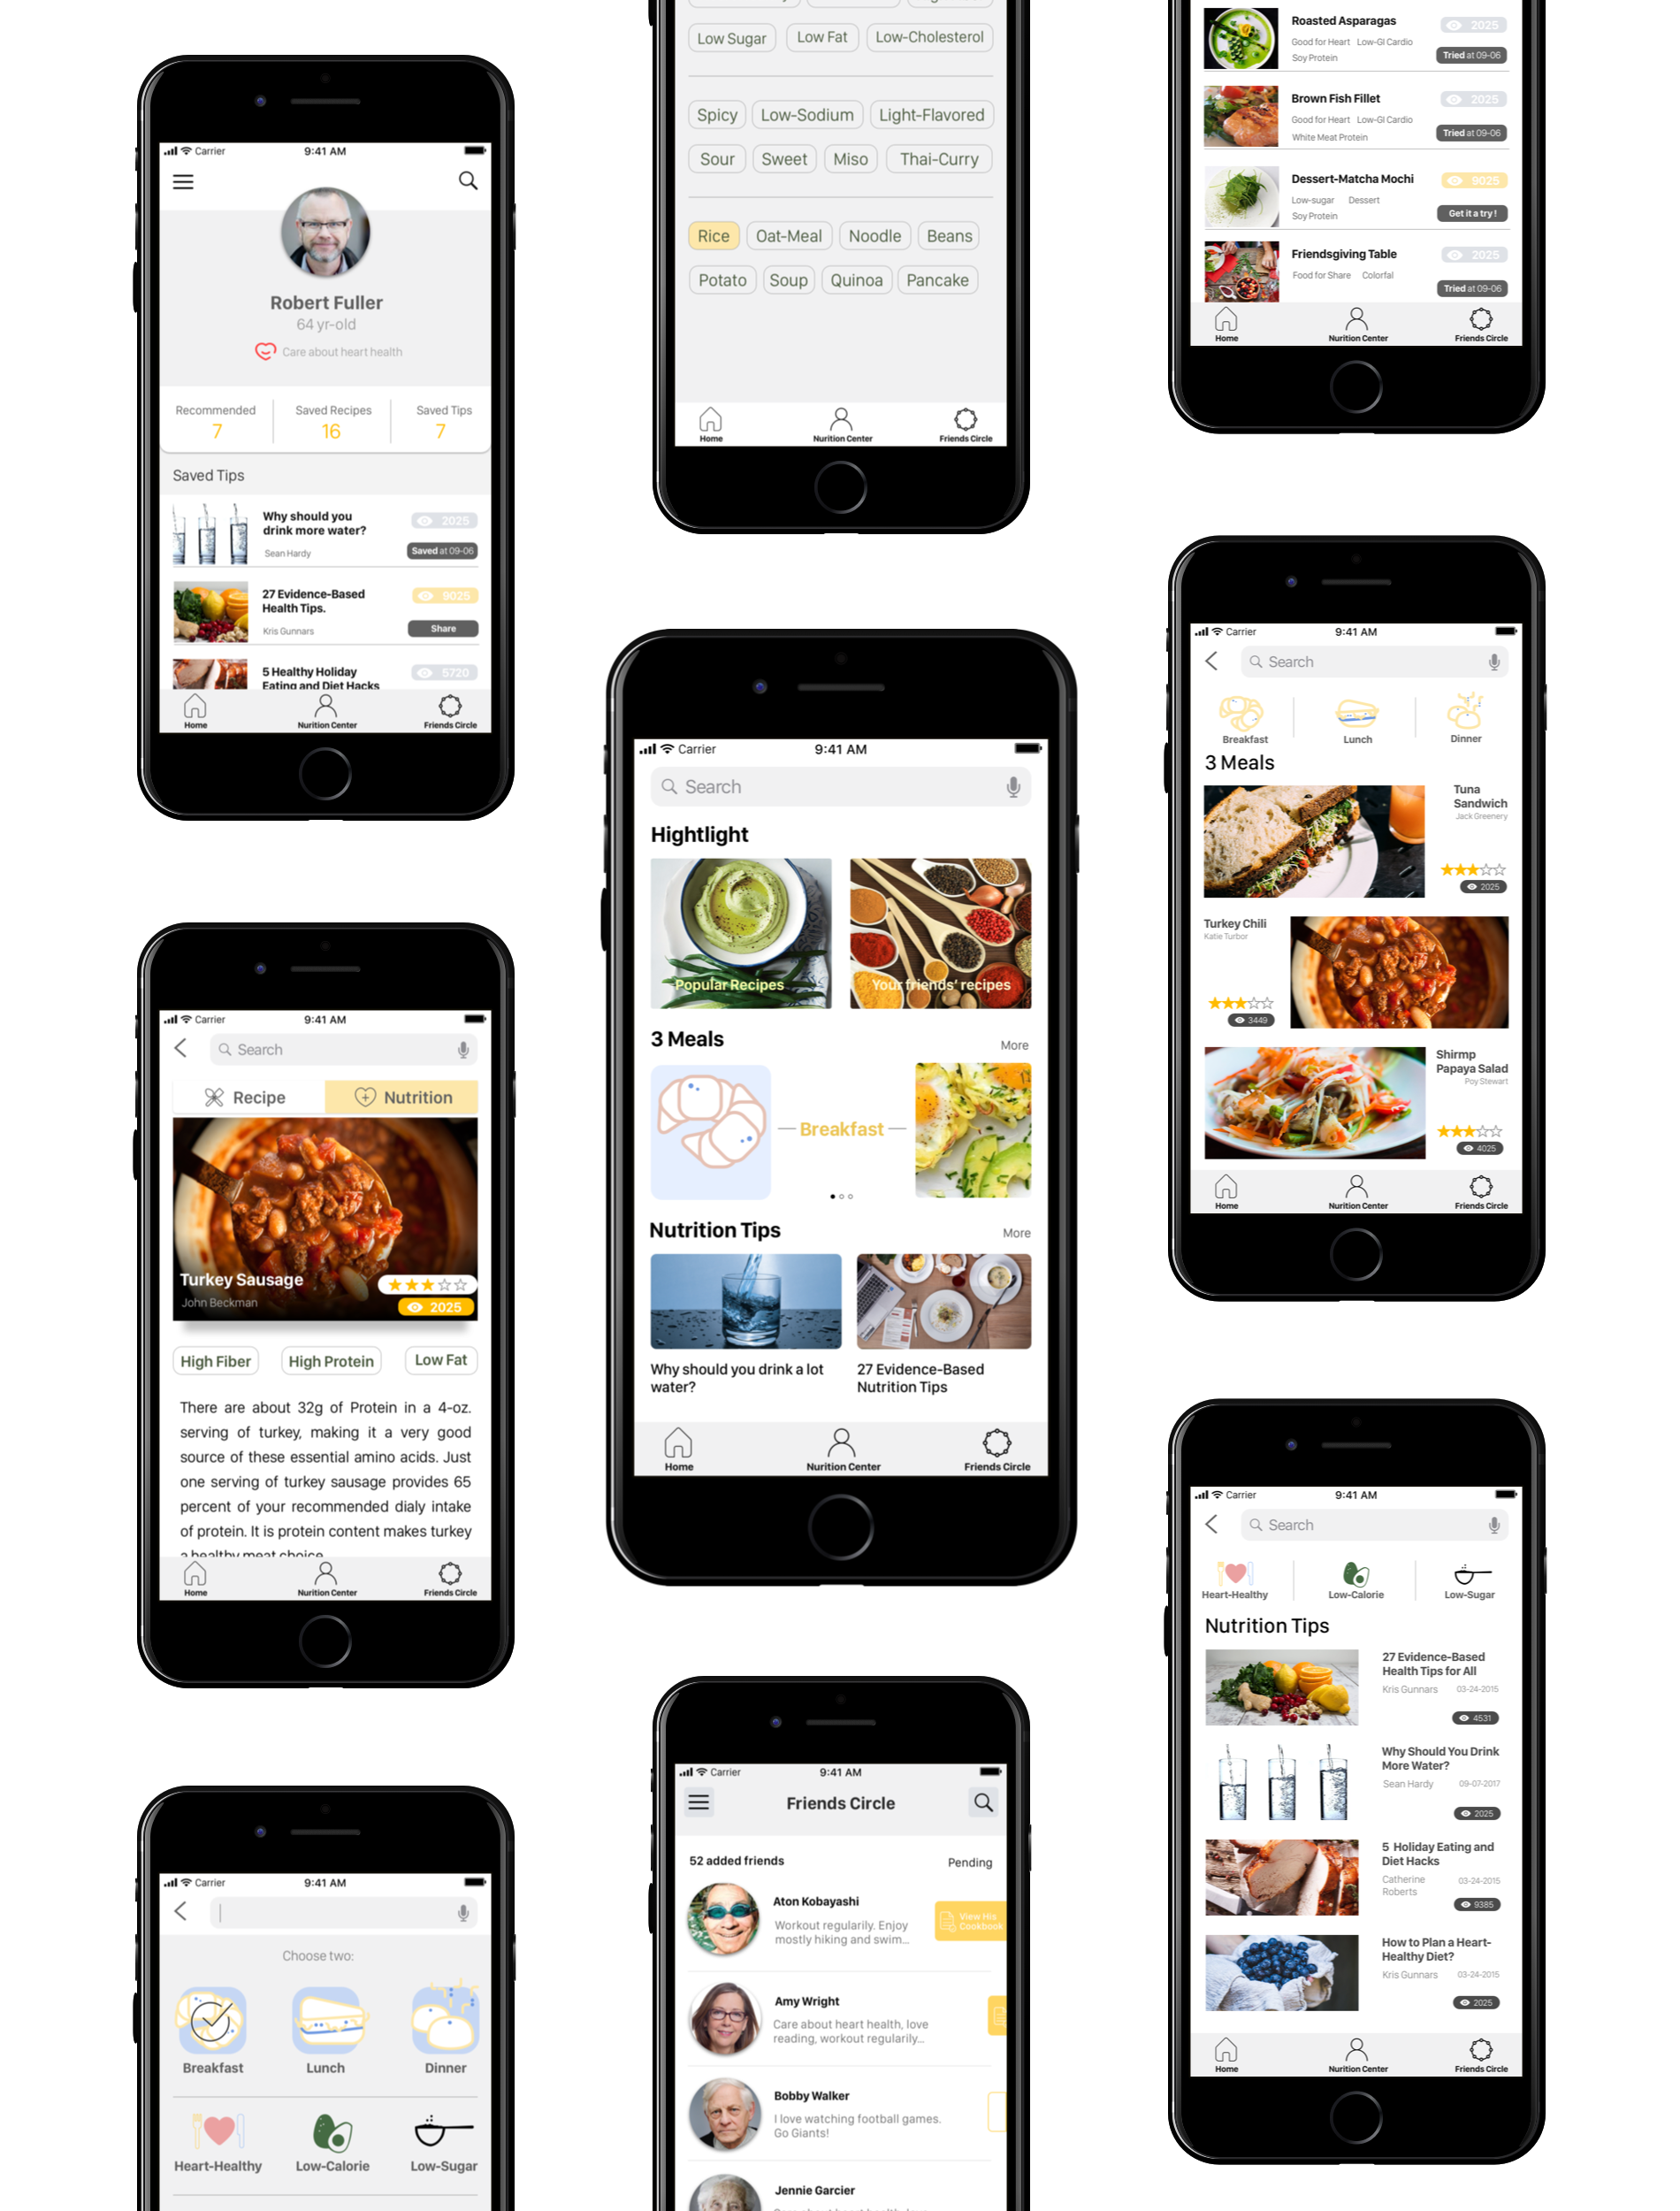 Carrier
9:41 AM
Robert Fuller
64 yr-old
Care about heart health
Recommended
7
Saved Recipes
16
Saved Tips
7
Saved Tips
Why should you
drink more water?
Sean Hardy
2025
Saved at 09-06
27 Evidence-Based
Health Tips.
Kris Gunnars
9025
Share
5 Healthy Holiday
Eating and Diet Hacks
5720
Home
Nurition Center
Friends Circle
Carrier
9:41 AM
Search
Recipe
Nutrition
Turkey Sausage
John Beckman
2025
High Fiber
High Protein
Low Fat
There are about 32g of Protein in a 4-oz.
serving of turkey, making it a very good
source of these essential amino acids. Just
one serving of turkey sausage provides 65
percent of your recommended dialy intake
of protein. It is protein content makes turkey
a healthy meat choice.
Home
Nurition Center
Friends Circle
Carrier
9:41 AM
Choose two:
Breakfast
Lunch
Dinner
Heart-Healthy
Low-Calorie
Low-Sugar
Low Sugar
Low Fat
Low-Cholesterol
Spicy
Low-Sodium
Light-Flavored
Sour
Sweet
Miso
Thai-Curry
Rice
Oat-Meal
Noodle
Beans
Potato
Soup
Quinoa
Pancake
Home
Nurition Center
Friends Circle
Carrier
9:41 AM
Search
Hightlight
Popular Recipes
Your friends' recipes
3 Meals
More
Breakfast
Nutrition Tips
More
Why should you drink a lot
water?
27 Evidence-Based
Nutrition Tips
Home
Nurition Center
Friends Circle
Carrier
9:41 AM
Friends Circle
52 added friends
Pending
Aton Kobayashi
Workout regularily. Enjoy
mostly hiking and swim...
View His
Cookbook
Amy Wright
Care about heart health, love
reading, workout regularily...
Bobby Walker
I love watching football games.
Go Giants!
Jennie Garcier
Roasted Asparagas
Good for Heart Low-GI Cardio
Soy Protein
2025
Tried at 09-06
Brown Fish Fillet
Good for Heart Low-GI Cardio
White Meat Protein
2025
Tried at 09-06
Dessert-Matcha Mochi
Low-sugar Dessert
Soy Protein
9025
Get it a try !
Friendsgiving Table
Food for Share Colorfal
2025
Tried at 09-06
Home
Nurition Center
Friends Circle
Carrier
9:41 AM
Search
Breakfast
Lunch
Dinner
3 Meals
Tuna
Sandwich
Jack Greenery
2025
Turkey Chili
Katie Turbor
3449
Shirmp
Papaya Salad
Poy Stewart
4025
Home
Nurition Center
Friends Circle
Carrier
9:41 AM
Search
Heart-Healthy
Low-Calorie
Low-Sugar
Nutrition Tips
27 Evidence-Based
Health Tips for All
Kris Gunnars 03-24-2015
4531
Why Should You Drink
More Water?
Sean Hardy 09-07-2017
2025
5 Holiday Eating and
Diet Hacks
Catherine
Roberts
03-24-2015
9385
How to Plan a Heart-
Healthy Diet?
Kris Gunnars 03-24-2015
2025
Home
Nurition Center
Friends Circle